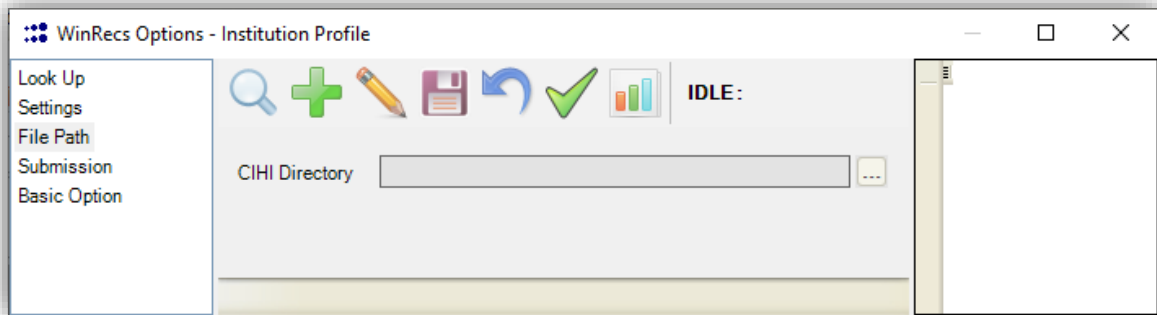 WinRecs Options - Institution Profile
Look Up
Settings
File Path
Submission
Basic Option
IDLE:
CIHI Directory
...